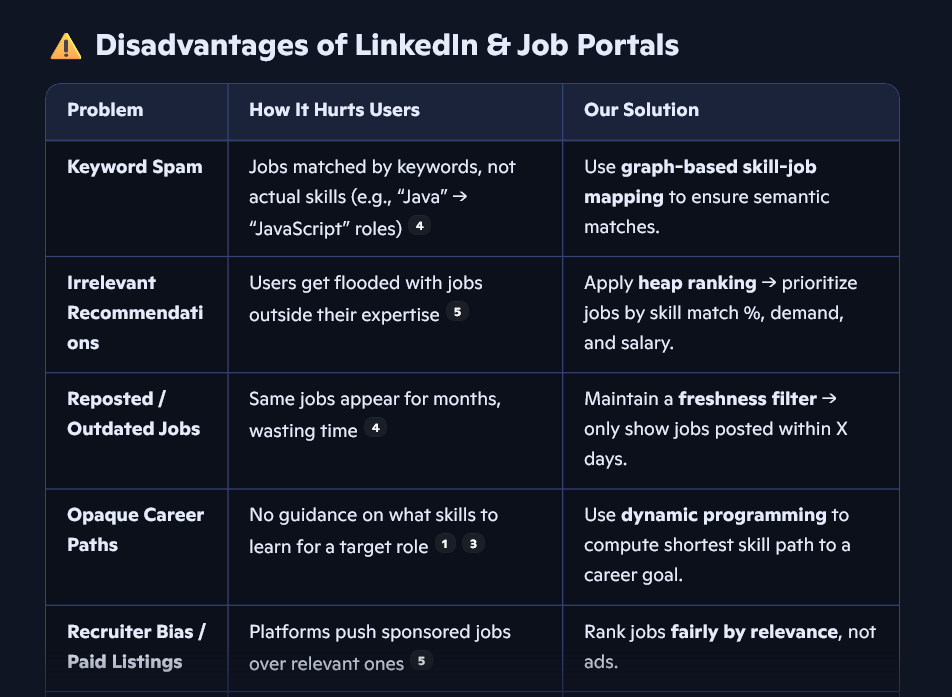 ⚠️ Disadvantages of LinkedIn & Job Portals
Problem
How It Hurts Users
Our Solution
Keyword Spam
Jobs matched by keywords, not
actual skills (e.g., “Java” →
“JavaScript” roles) 4
Use graph-based skill-job
mapping to ensure semantic
matches.
Irrelevant
Recommendati
ons
Users get flooded with jobs
outside their expertise 5
Apply heap ranking → prioritize
jobs by skill match %, demand,
and salary.
Reposted /
Outdated Jobs
Same jobs appear for months,
wasting time 4
Maintain a freshness filter →
only show jobs posted within X
days.
Opaque Career
Paths
No guidance on what skills to
learn for a target role 1 3
Use dynamic programming to
compute shortest skill path to a
career goal.
Recruiter Bias /
Paid Listings
Platforms push sponsored jobs
over relevant ones 5
Rank jobs fairly by relevance, not
ads.